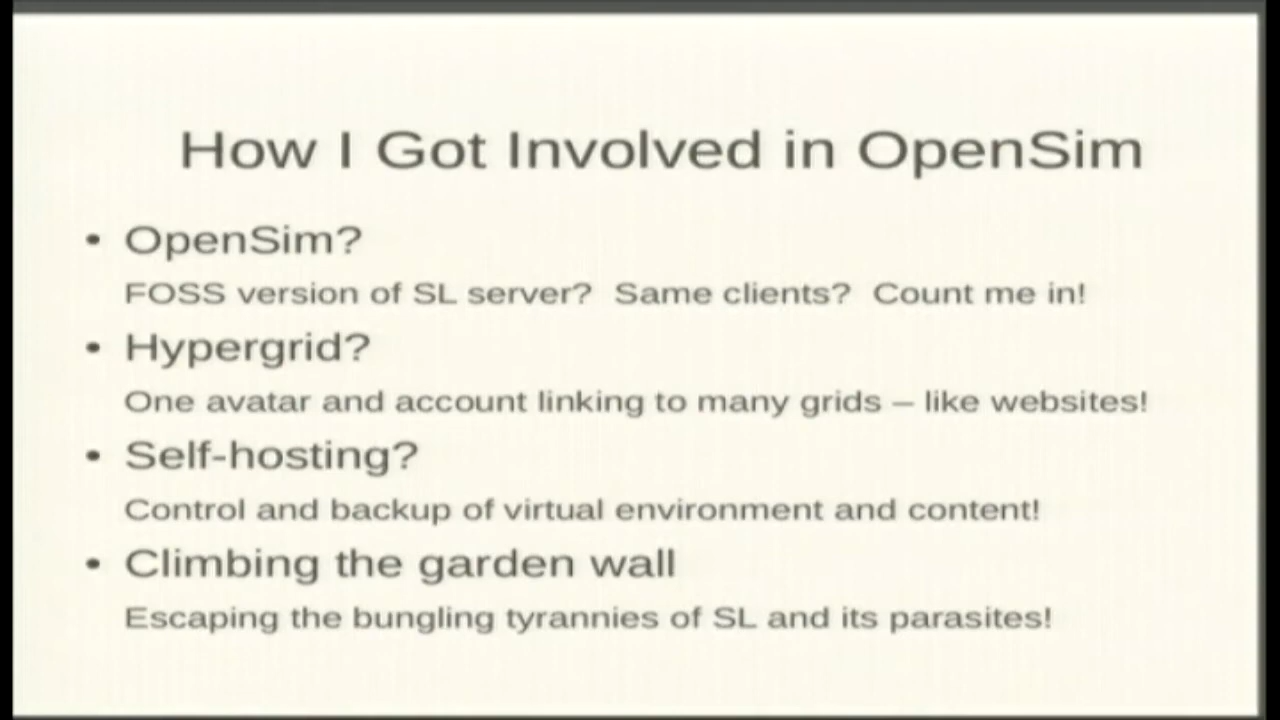 How I Got Involved in OpenSim
• OpenSim?
FOSS version of SL server?  Same clients?  Count me in!
• Hypergrid?
One avatar and account linking to many grids – like websites!
• Self-hosting?
Control and backup of virtual environment and content!
• Climbing the garden wall
Escaping the bungling tyrannies of SL and its parasites!